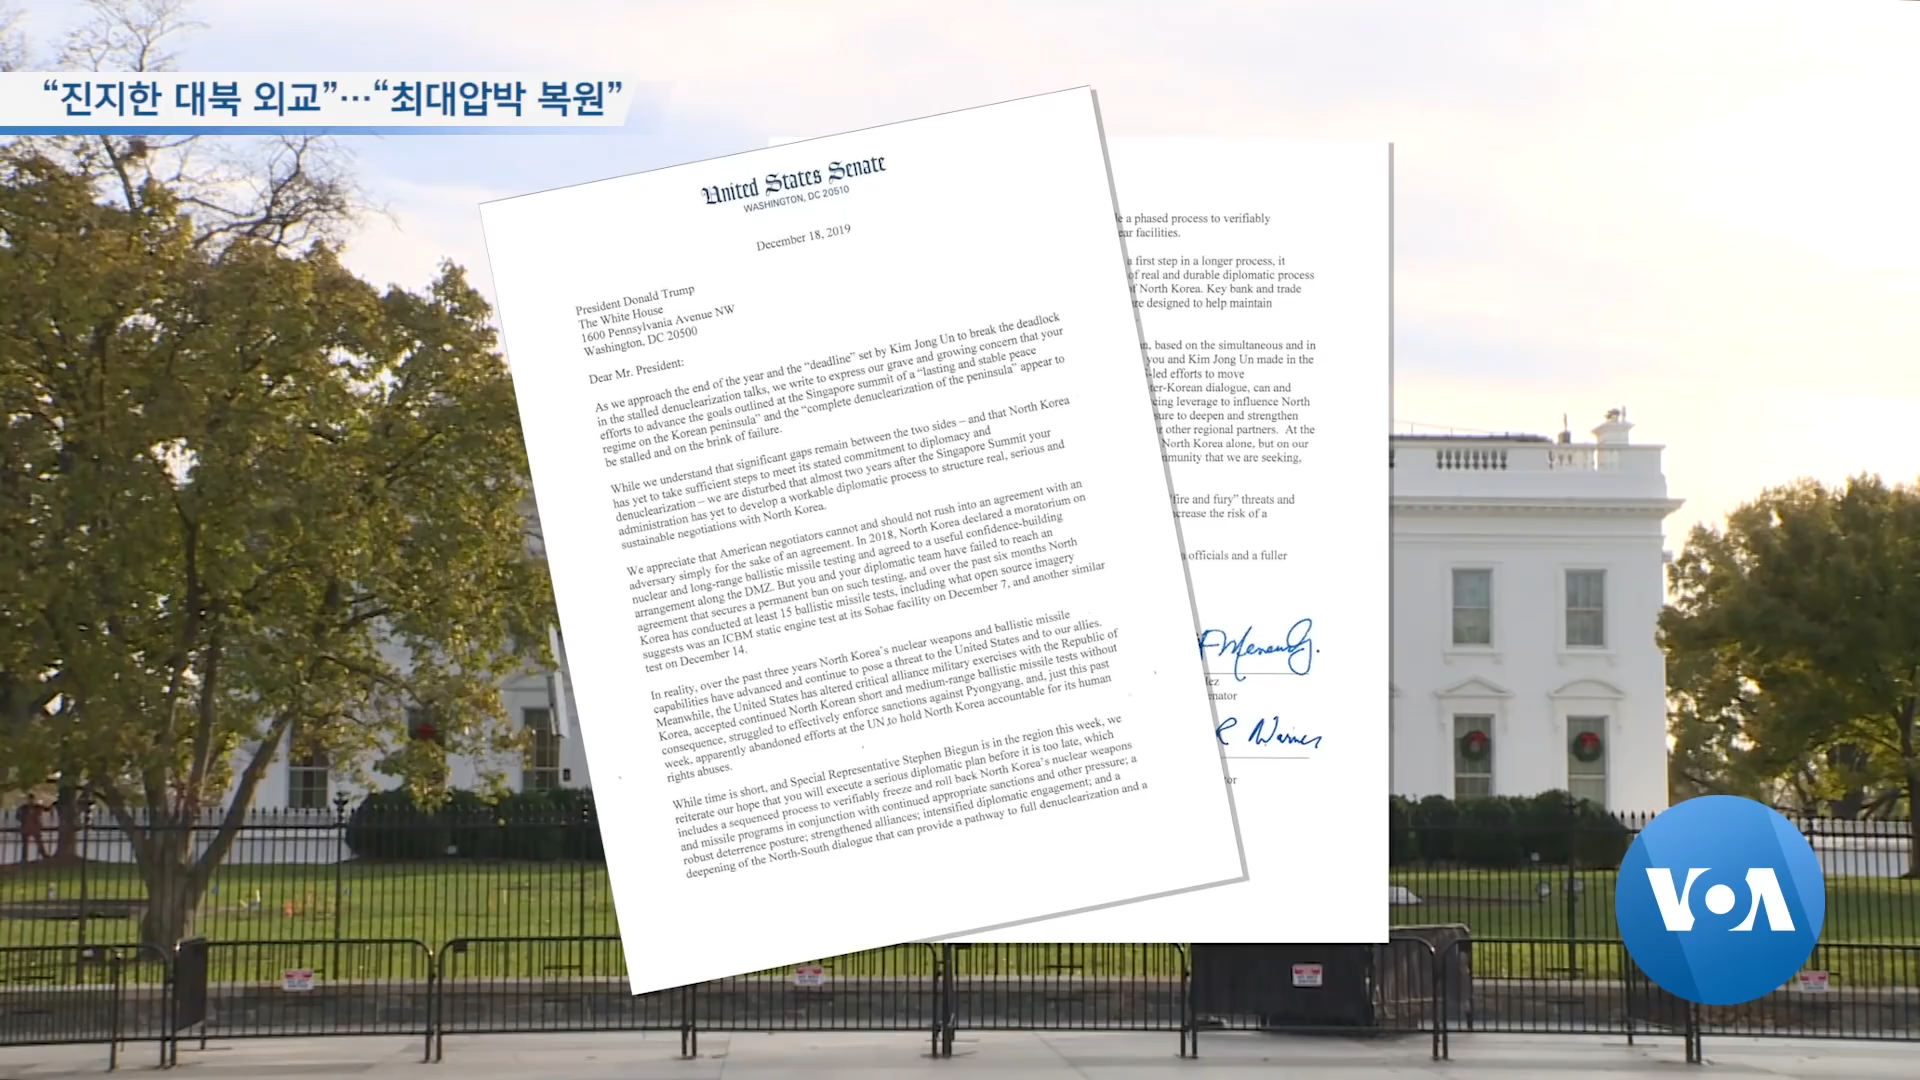 “진지한 대북 외교”…“최대압박 복원”
United States Senate
WASHINGTON, DC 20510
December 18, 2019
President Donald Trump
The White House
1600 Pennsylvania Avenue NW
Washington, DC 20500
Dear Mr. President:
As we approach the end of the year and the “deadline” set by Kim Jong Un to break the deadlock
in the stalled denuclearization talks, we write to express our grave and growing concern that your
efforts to advance the goals outlined at the Singapore summit of a “lasting and stable peace
regime on the Korean peninsula” and the “complete denuclearization of the peninsula” appear to
be stalled and on the brink of failure.
While we understand that significant gaps remain between the two sides – and that North Korea
has yet to take sufficient steps to meet its stated commitment to diplomacy and
denuclearization – we are disturbed that almost two years after the Singapore Summit your
administration has yet to develop a workable diplomatic process to structure real, serious and
sustainable negotiations with North Korea.
We appreciate that American negotiators cannot and should not rush into an agreement with an
adversary simply for the sake of an agreement. In 2018, North Korea declared a moratorium on
nuclear and long-range ballistic missile testing and agreed to a useful confidence-building
arrangement along the DMZ. But you and your diplomatic team have failed to reach an
agreement that secures a permanent ban on such testing, and over the past six months North
Korea has conducted at least 15 ballistic missile tests, including what open source imagery
suggests was an ICBM static engine test at its Sohae facility on December 7, and another similar
test on December 14.
In reality, over the past three years North Korea’s nuclear weapons and ballistic missile
capabilities have advanced and continue to pose a threat to the United States and to our allies.
Meanwhile, the United States has altered critical alliance military exercises with the Republic of
Korea, accepted continued North Korean short and medium-range ballistic missile tests without
consequence, struggled to effectively enforce sanctions against Pyongyang, and, just this past
week, apparently abandoned efforts at the UN to hold North Korea accountable for its human
rights abuses.
While time is short, and Special Representative Stephen Biegun is in the region this week, we
reiterate our hope that you will execute a serious diplomatic plan before it is too late, which
includes a sequenced process to verifiably freeze and roll back North Korea’s nuclear weapons
and missile programs in conjunction with continued appropriate sanctions and other pressure; a
robust deterrence posture; strengthened alliances; intensified diplomatic engagement; and a
deepening of the North-South dialogue that can provide a pathway to full denuclearization and a
a phased process to verifiably
facilities.
a first step in a longer process, it
of real and durable diplomatic process
North Korea. Key bank and trade
designed to help maintain
based on the simultaneous and in
you and Kim Jong Un made in the
-led efforts to move
-Korean dialogue, can and
leverage to influence North
to deepen and strengthen
other regional partners. At the
North Korea alone, but on our
that we are seeking,
“fire and fury” threats and
increase the risk of a
officials and a fuller
Menendez
R Warner
VOA